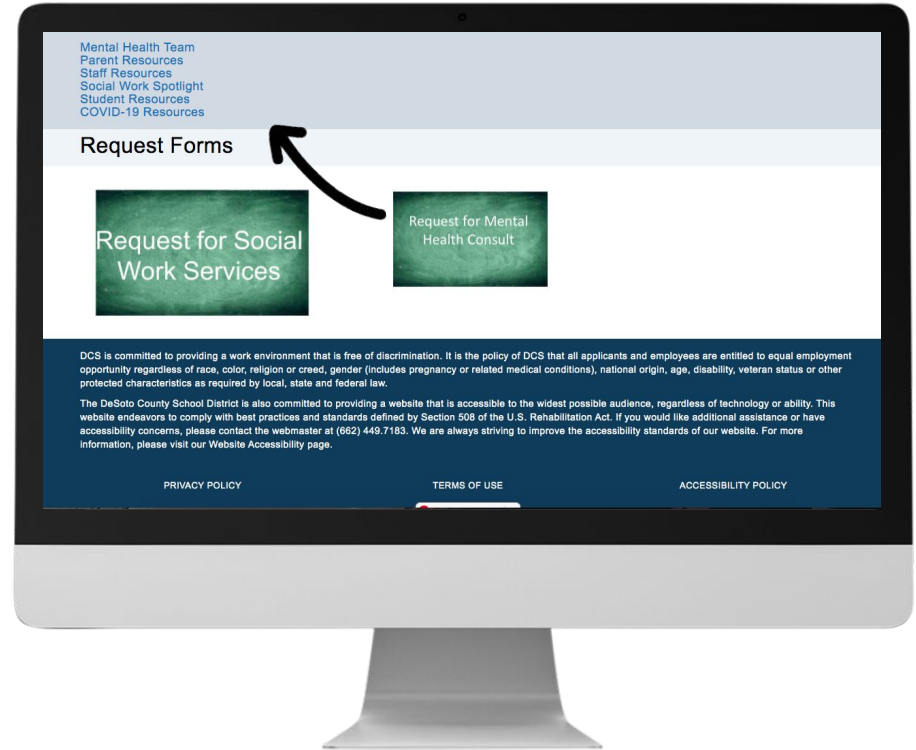 Mental Health Team
Parent Resources
Staff Resources
Social Work Spotlight
Student Resources
COVID-19 Resources
Request Forms
Request for Social
Work Services
Request for Mental
Health Consult
DCS is committed to providing a work environment that is free of discrimination. It is the policy of DCS that all applicants and employees are entitled to equal employment
opportunity regardless of race, color, religion or creed, gender (includes pregnancy or related medical conditions), national origin, age, disability, veteran status or other
protected characteristics as required by local, state and federal law.
The DeSoto County School District is also committed to providing a website that is accessible to the widest possible audience, regardless of technology or ability. This
website endeavors to comply with best practices and standards defined by Section 508 of the U.S. Rehabilitation Act. If you would like additional assistance or have
accessibility concerns, please contact the webmaster at (662) 449.7183. We are always striving to improve the accessibility standards of our website. For more
information, please visit our Website Accessibility page.
PRIVACY POLICY
TERMS OF USE
ACCESSIBILITY POLICY